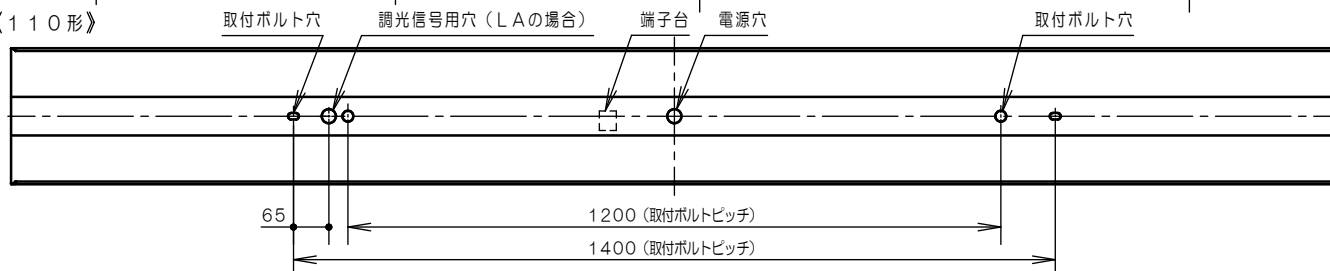 《110形》
取付ボルト穴
調光信号用穴（LAの場合）
端子台
電源穴
取付ボルト穴
65
1200（取付ボルトピッチ）
1400（取付ボルトピッチ）